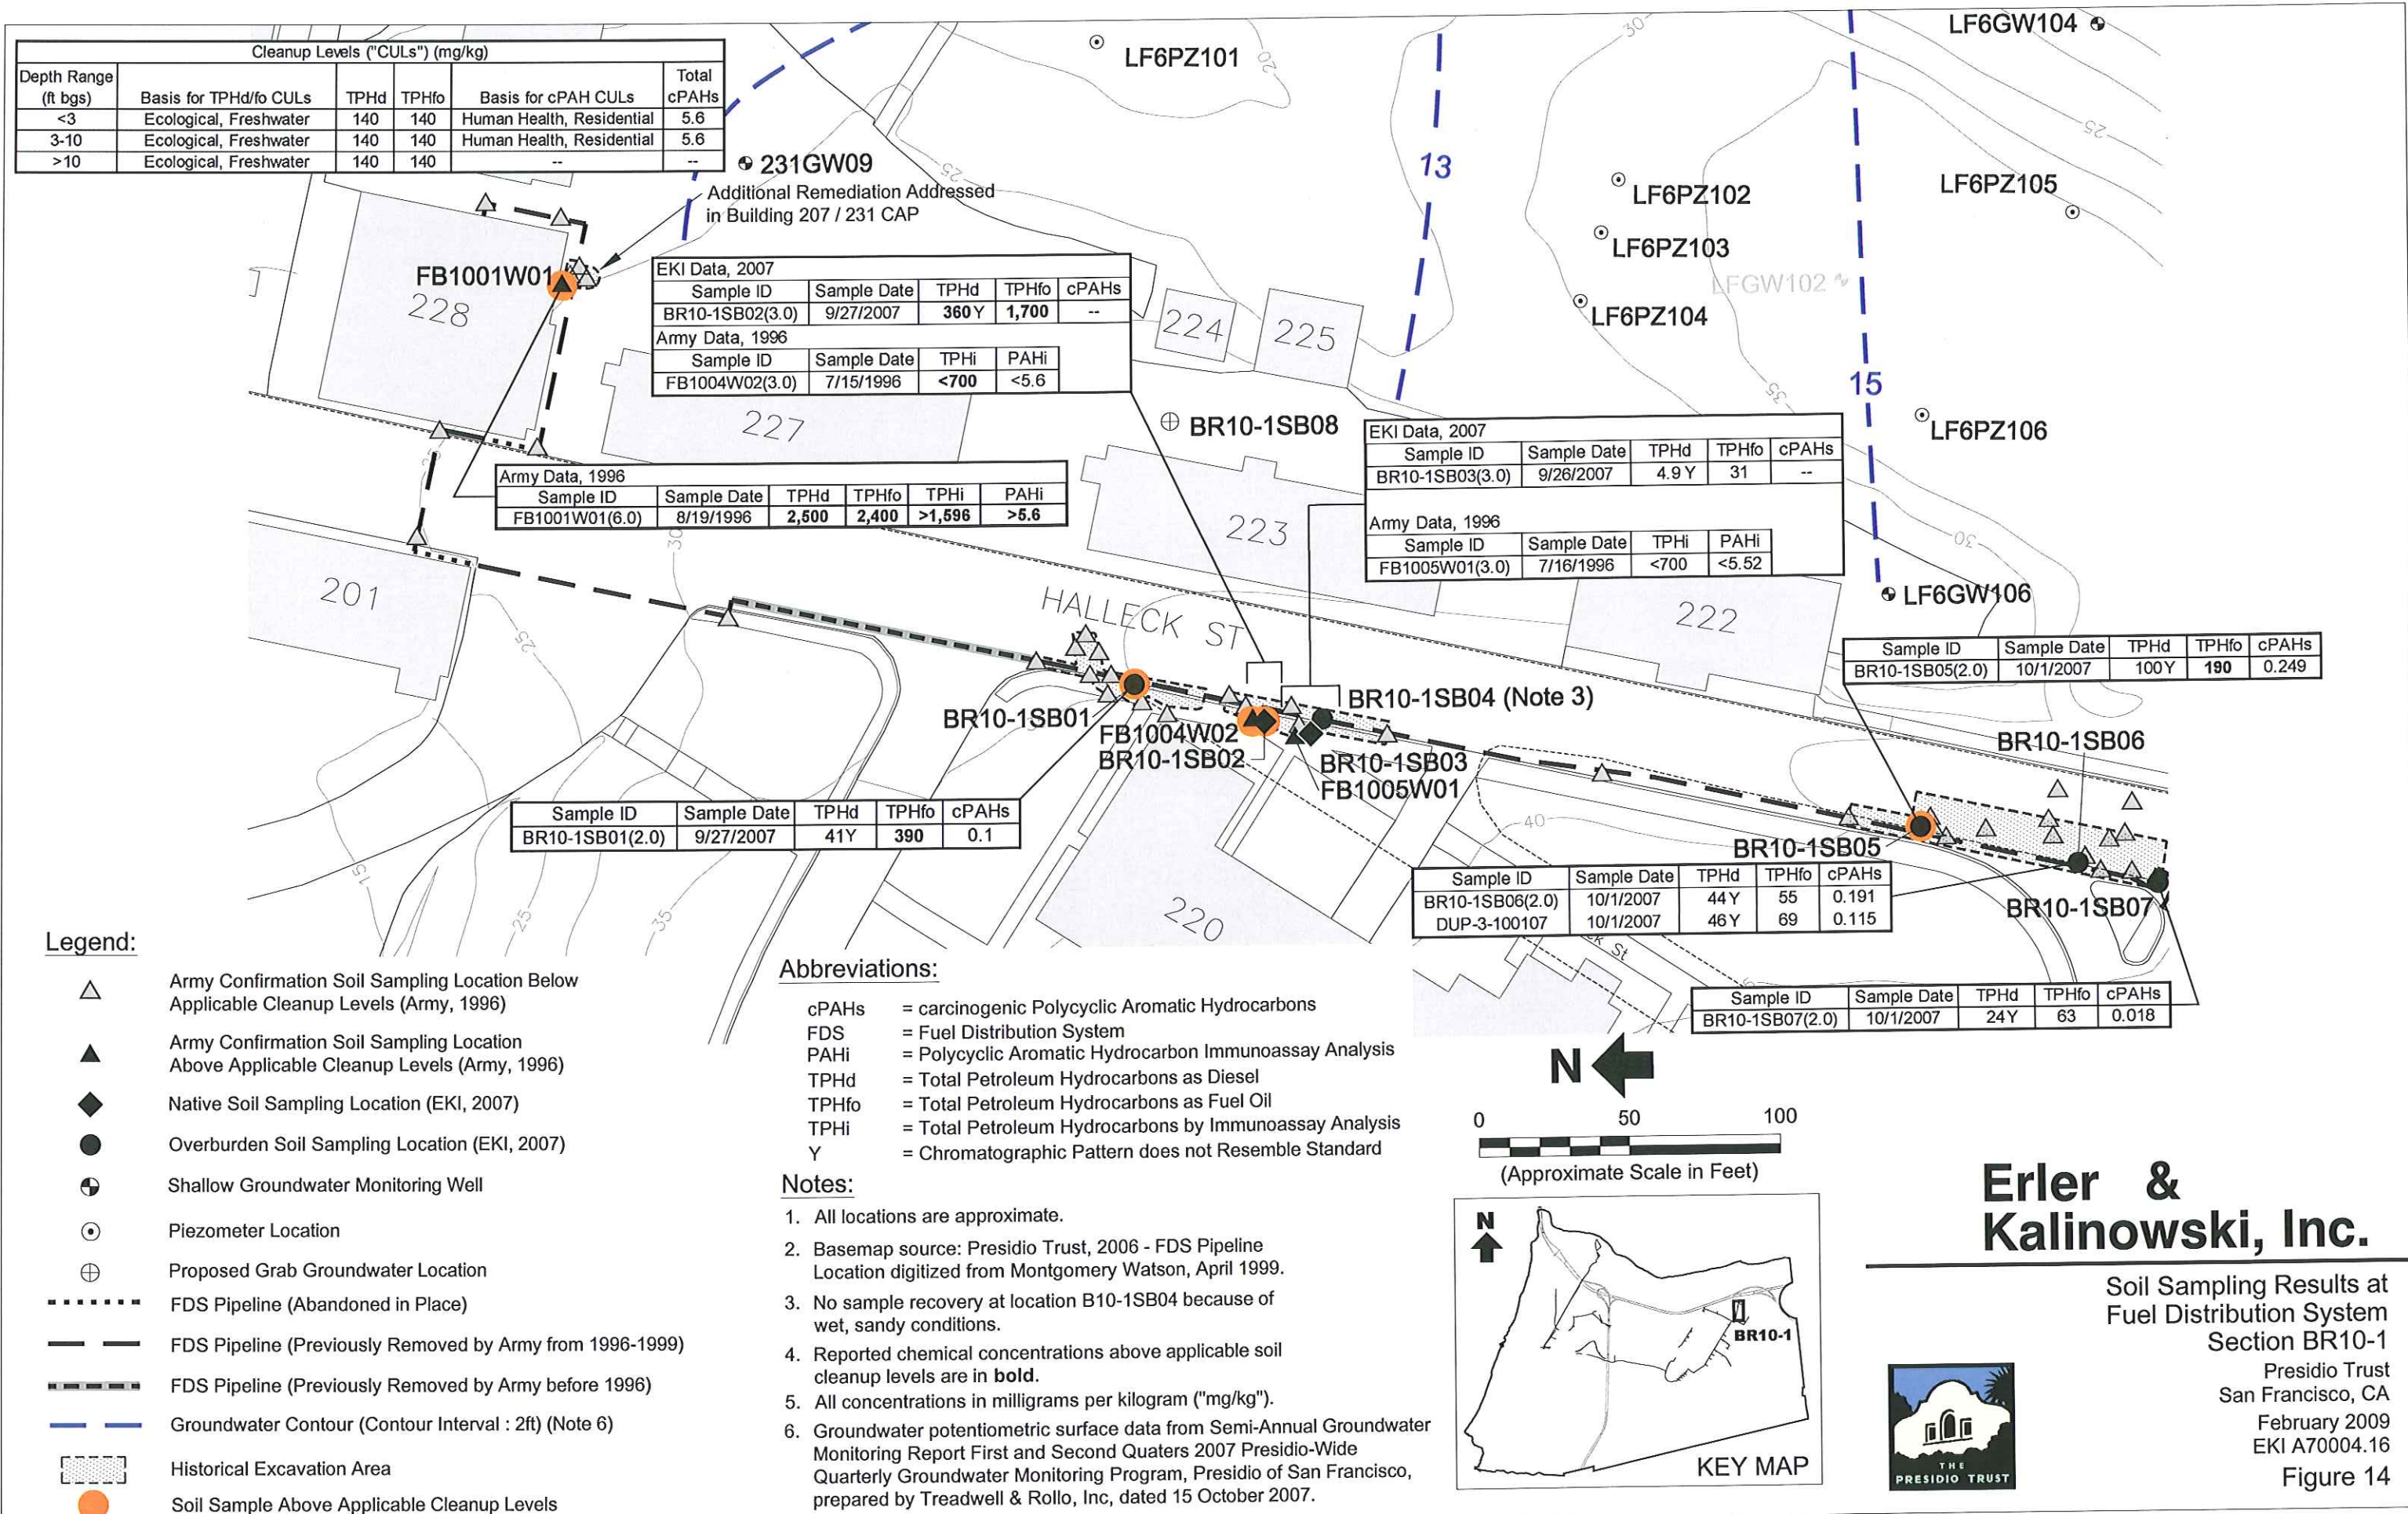 Cleanup Levels ("CULs") (mg/kg)
Depth Range (ft bgs) Basis for TPHd/fo CULs TPHd TPHfo Basis for cPAH CULs Total cPAHs
<3 Ecological, Freshwater 140 140 Human Health, Residential 5.6
3-10 Ecological, Freshwater 140 140 Human Health, Residential 5.6
>10 Ecological, Freshwater 140 140 -- --
LF6PZ101
LF6GW104
20
30
25
231GW09
Additional Remediation Addressed
in Building 207 / 231 CAP
25
13
LF6PZ102
LF6PZ105
LF6PZ103
LFGW102
LF6PZ104
FB1001W01
228
224
225
EKI Data, 2007
Sample ID Sample Date TPHd TPHfo cPAHs
BR10-1SB02(3.0) 9/27/2007 360Y 1,700 --
Army Data, 1996
Sample ID Sample Date TPHi PAHi
FB1004W02(3.0) 7/15/1996 <700 <5.6
15
35
LF6PZ106
227
BR10-1SB08
EKI Data, 2007
Sample ID Sample Date TPHd TPHfo cPAHs
BR10-1SB03(3.0) 9/26/2007 4.9 Y 31 --
Army Data, 1996
Sample ID Sample Date TPHi PAHi
FB1005W01(3.0) 7/16/1996 <700 <5.52
Army Data, 1996
Sample ID Sample Date TPHd TPHfo TPHi PAHi
FB1001W01(6.0) 8/19/1996 2,500 2,400 >1,596 >5.6
30
223
30
201
HALLECK ST
222
LF6GW106
25
Sample ID Sample Date TPHd TPHfo cPAHs
BR10-1SB05(2.0) 10/1/2007 100Y 190 0.249
BR10-1SB01
BR10-1SB04 (Note 3)
FB1004W02
BR10-1SB02
BR10-1SB03
FB1005W01
BR10-1SB06
Sample ID Sample Date TPHd TPHfo cPAHs
BR10-1SB01(2.0) 9/27/2007 41Y 390 0.1
40
BR10-1SB05
15
25
35
220
Sample ID Sample Date TPHd TPHfo cPAHs
BR10-1SB06(2.0) 10/1/2007 44Y 55 0.191
DUP-3-100107 10/1/2007 46Y 69 0.115
BR10-1SB07
ck St
Sample ID Sample Date TPHd TPHfo cPAHs
BR10-1SB07(2.0) 10/1/2007 24Y 63 0.018
Legend:
Army Confirmation Soil Sampling Location Below
Applicable Cleanup Levels (Army, 1996)
Army Confirmation Soil Sampling Location
Above Applicable Cleanup Levels (Army, 1996)
Native Soil Sampling Location (EKI, 2007)
Overburden Soil Sampling Location (EKI, 2007)
Shallow Groundwater Monitoring Well
Piezometer Location
Proposed Grab Groundwater Location
FDS Pipeline (Abandoned in Place)
FDS Pipeline (Previously Removed by Army from 1996-1999)
FDS Pipeline (Previously Removed by Army before 1996)
Groundwater Contour (Contour Interval : 2ft) (Note 6)
Historical Excavation Area
Soil Sample Above Applicable Cleanup Levels
Abbreviations:
cPAHs = carcinogenic Polycyclic Aromatic Hydrocarbons
FDS = Fuel Distribution System
PAHi = Polycyclic Aromatic Hydrocarbon Immunoassay Analysis
TPHd = Total Petroleum Hydrocarbons as Diesel
TPHfo = Total Petroleum Hydrocarbons as Fuel Oil
TPHi = Total Petroleum Hydrocarbons by Immunoassay Analysis
Y = Chromatographic Pattern does not Resemble Standard
Notes:
1. All locations are approximate.
2. Basemap source: Presidio Trust, 2006 - FDS Pipeline
Location digitized from Montgomery Watson, April 1999.
3. No sample recovery at location B10-1SB04 because of
wet, sandy conditions.
4. Reported chemical concentrations above applicable soil
cleanup levels are in bold.
5. All concentrations in milligrams per kilogram ("mg/kg").
6. Groundwater potentiometric surface data from Semi-Annual Groundwater
Monitoring Report First and Second Quaters 2007 Presidio-Wide
Quarterly Groundwater Monitoring Program, Presidio of San Francisco,
prepared by Treadwell & Rollo, Inc, dated 15 October 2007.
N
0 50 100
(Approximate Scale in Feet)
N
BR10-1
KEY MAP
Erler &
Kalinowski, Inc.
Soil Sampling Results at
Fuel Distribution System
Section BR10-1
Presidio Trust
San Francisco, CA
February 2009
EKI A70004.16
Figure 14
THE
PRESIDIO TRUST